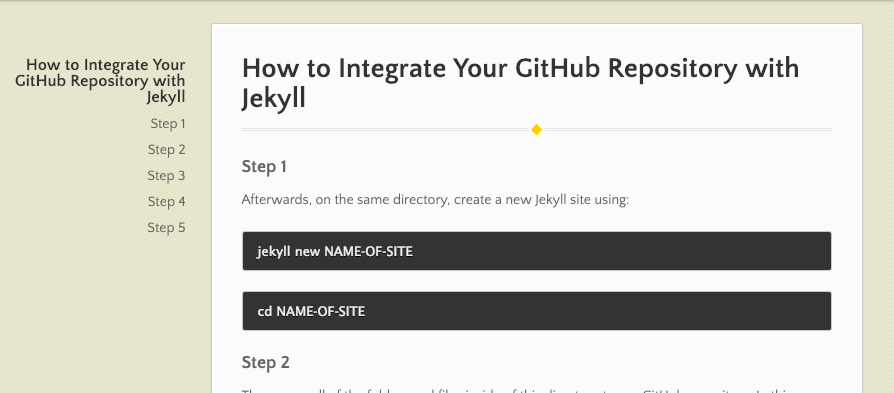 How to Integrate Your
GitHub Repository with
Jekyll
Step 1
Step 2
Step 3
Step 4
Step 5
How to Integrate Your GitHub Repository with
Jekyll
Step 1
Afterwards, on the same directory, create a new Jekyll site using:
jekyll new NAME-OF-SITE
cd NAME-OF-SITE
Step 2